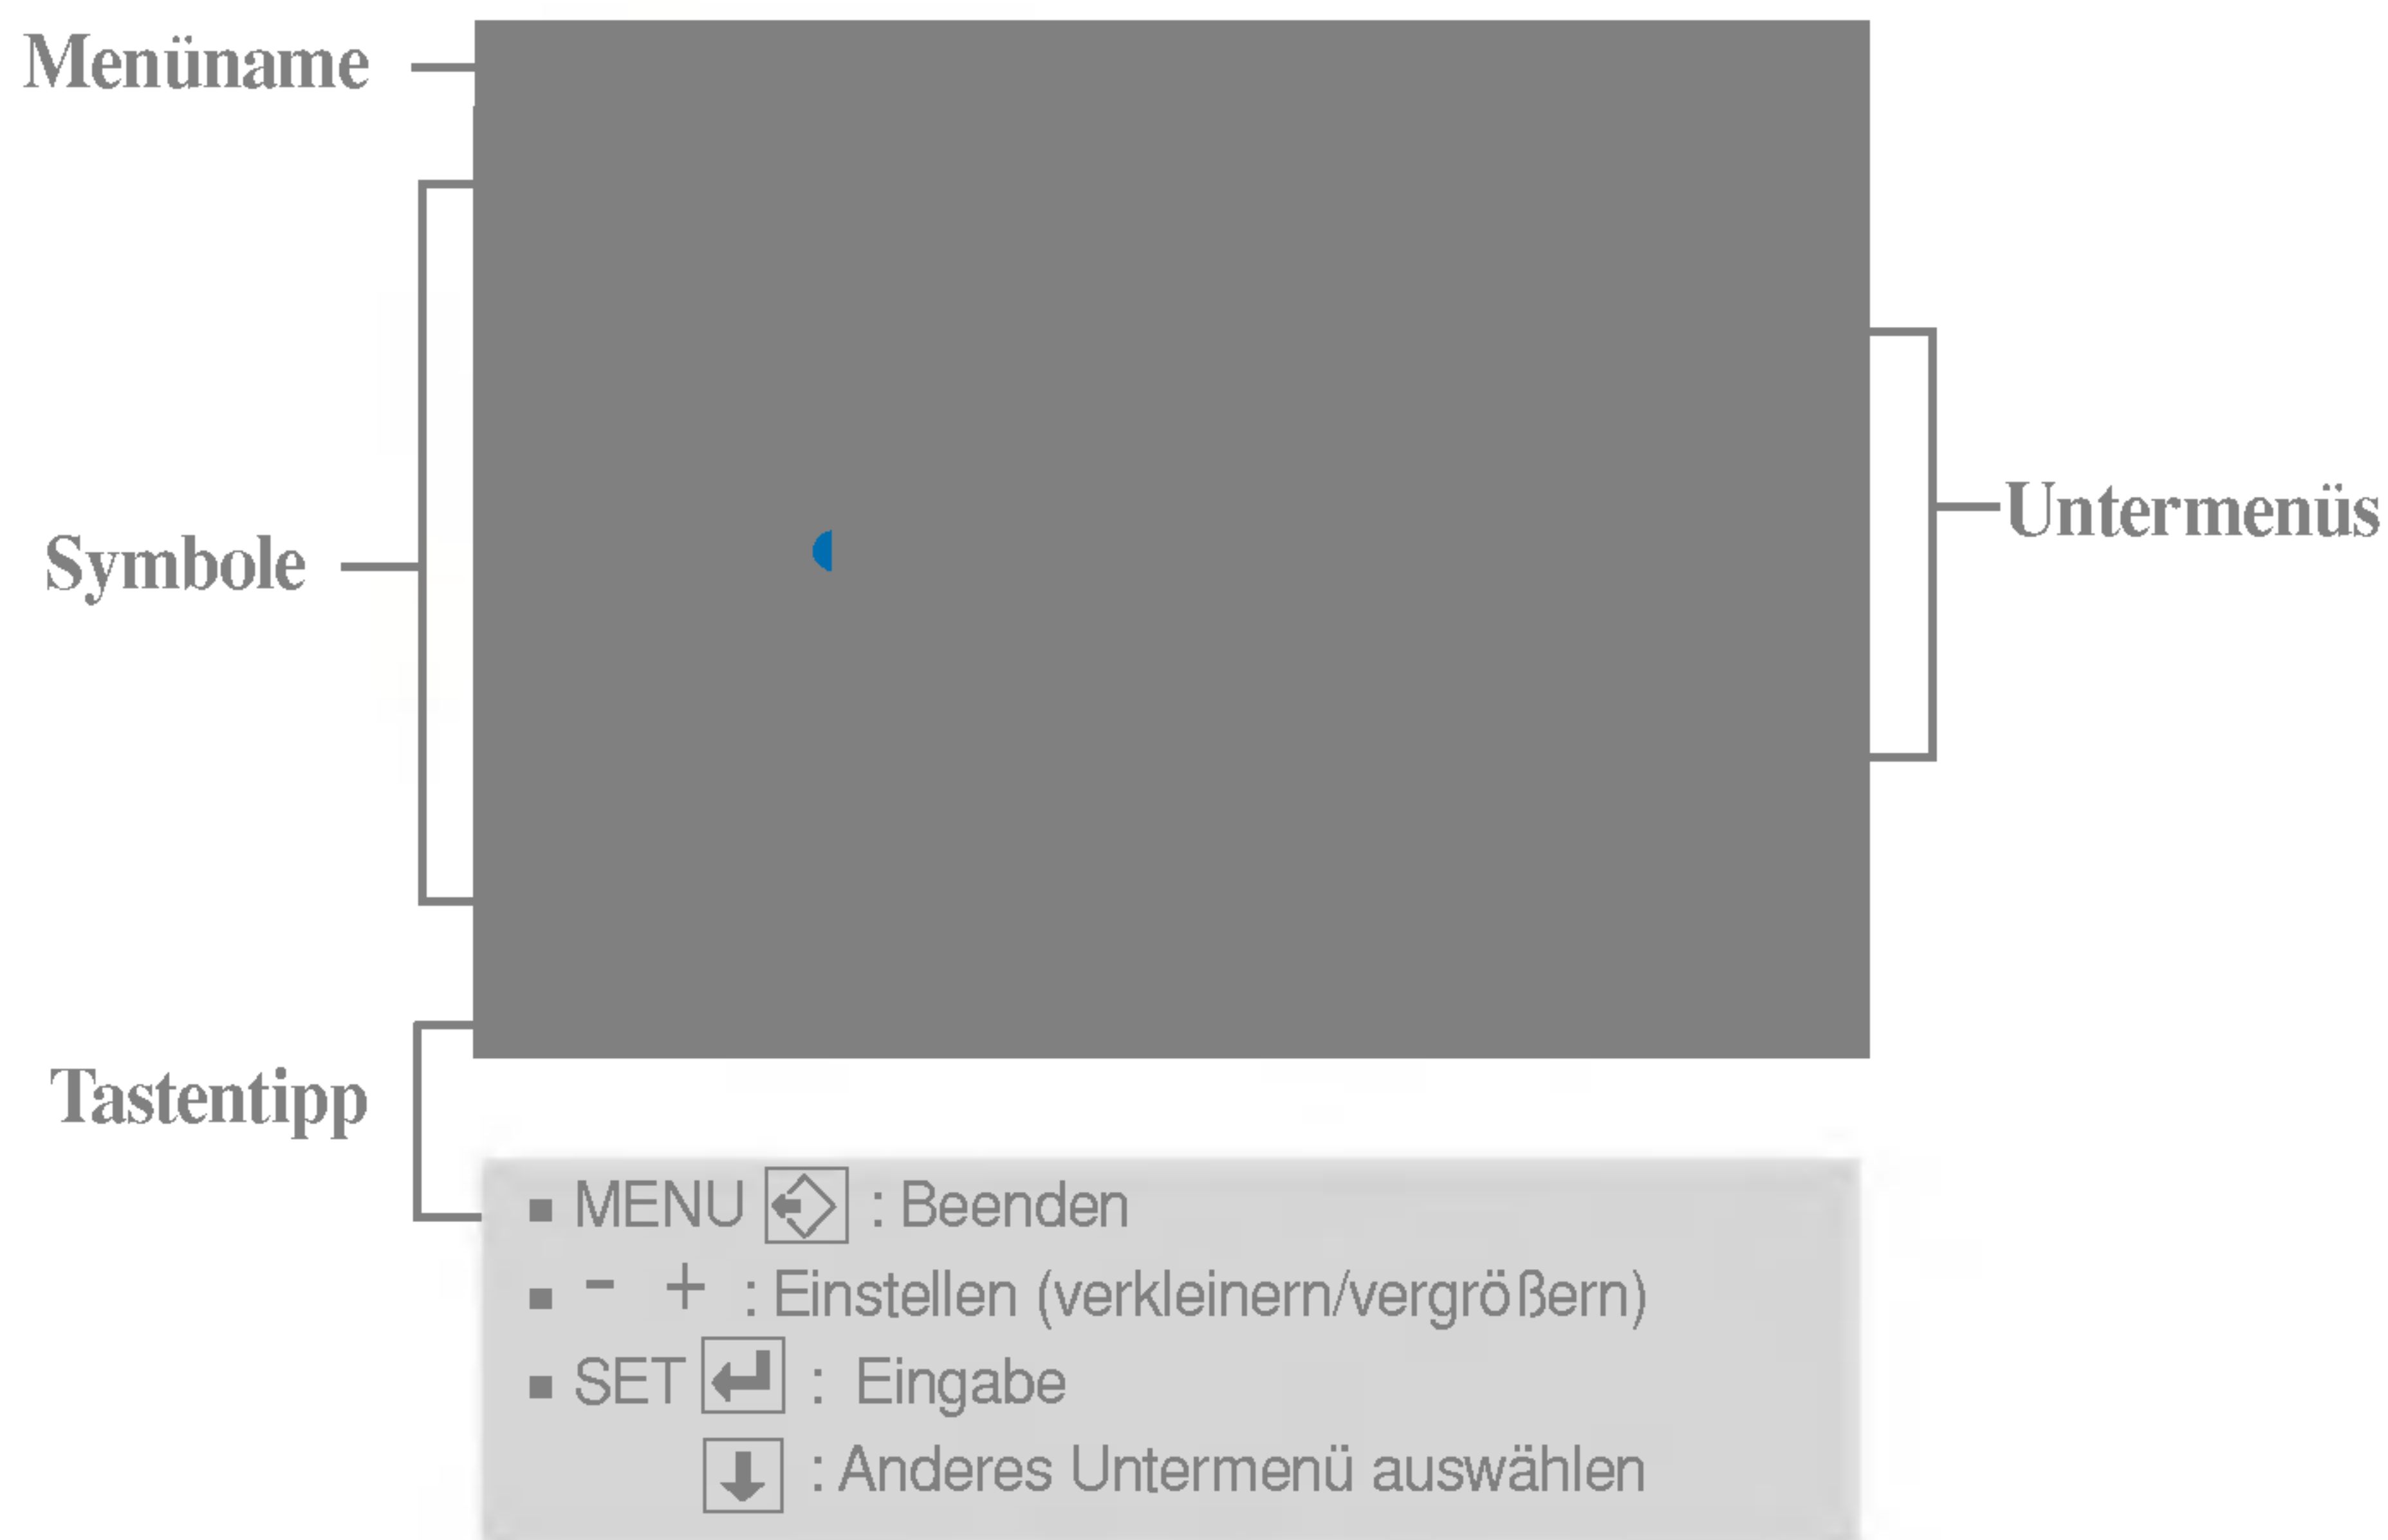 Menüname
Symbole
Untermenüs
Tastentipp
■ MENU : Beenden
■ - + : Einstellen (verkleinern/vergrößern)
■ SET : Eingabe
: Anderes Untermenü auswählen